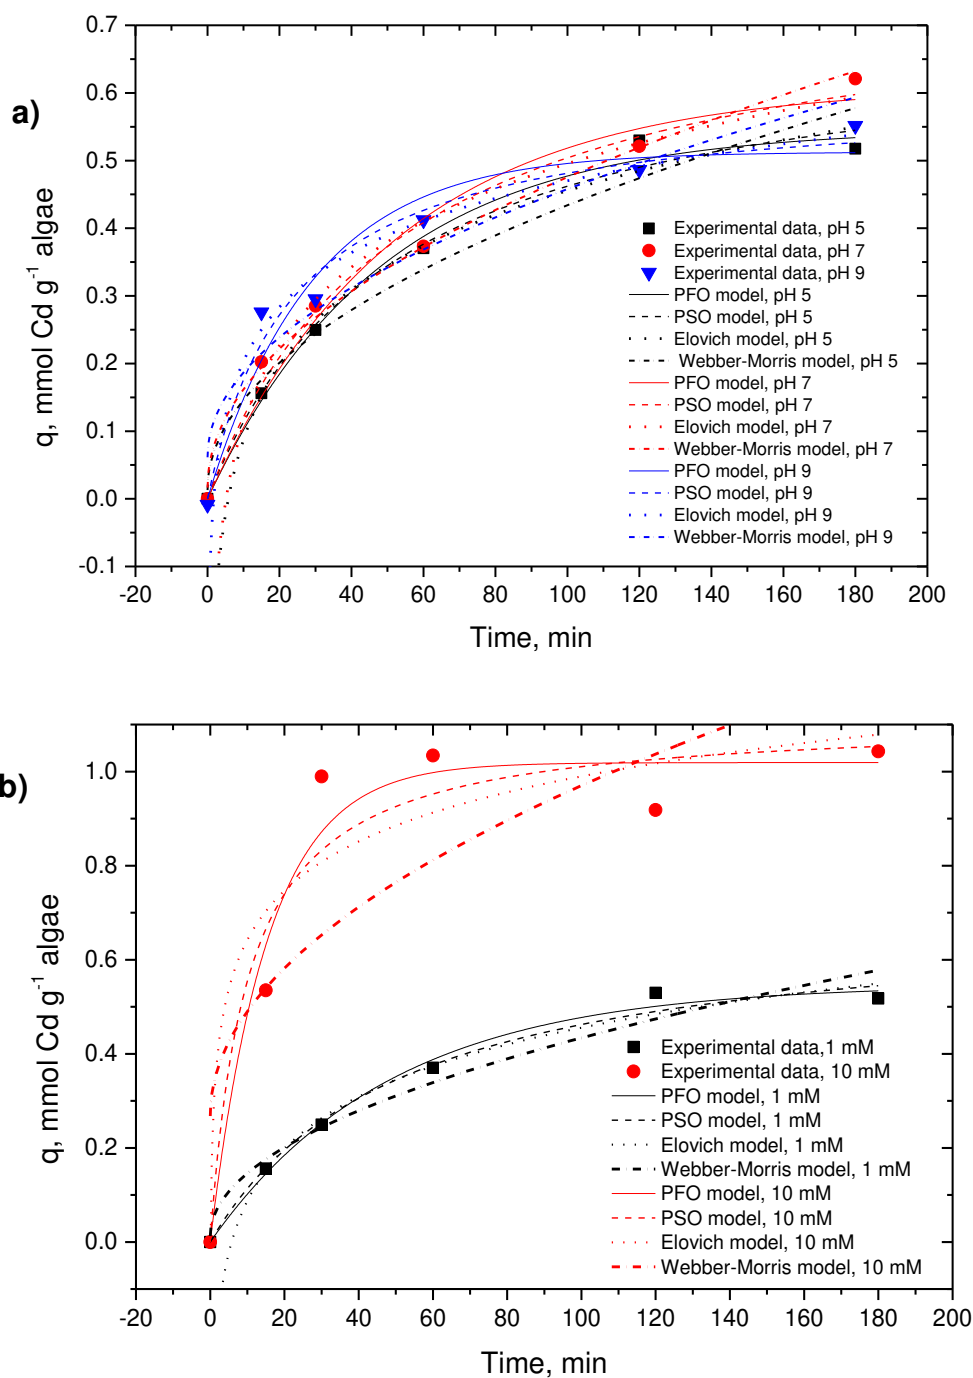 a)
q, mmol Cd g⁻¹ algae
0.7
0.6
0.5
0.4
0.3
0.2
0.1
0.0
-0.1
Experimental data, pH 5
Experimental data, pH 7
Experimental data, pH 9
PFO model, pH 5
PSO model, pH 5
Elovich model, pH 5
Webber-Morris model, pH 5
PFO model, pH 7
PSO model, pH 7
Elovich model, pH 7
Webber-Morris model, pH 7
PFO model, pH 9
PSO model, pH 9
Elovich model, pH 9
Webber-Morris model, pH 9
-20 0 20 40 60 80 100 120 140 160 180 200
Time, min
b)
q, mmol Cd g⁻¹ algae
1.0
0.8
0.6
0.4
0.2
0.0
Experimental data,1 mM
Experimental data, 10 mM
PFO model, 1 mM
PSO model, 1 mM
Elovich model, 1 mM
Webber-Morris model, 1 mM
PFO model, 10 mM
PSO model, 10 mM
Elovich model, 10 mM
Webber-Morris model, 10 mM
-20 0 20 40 60 80 100 120 140 160 180 200
Time, min